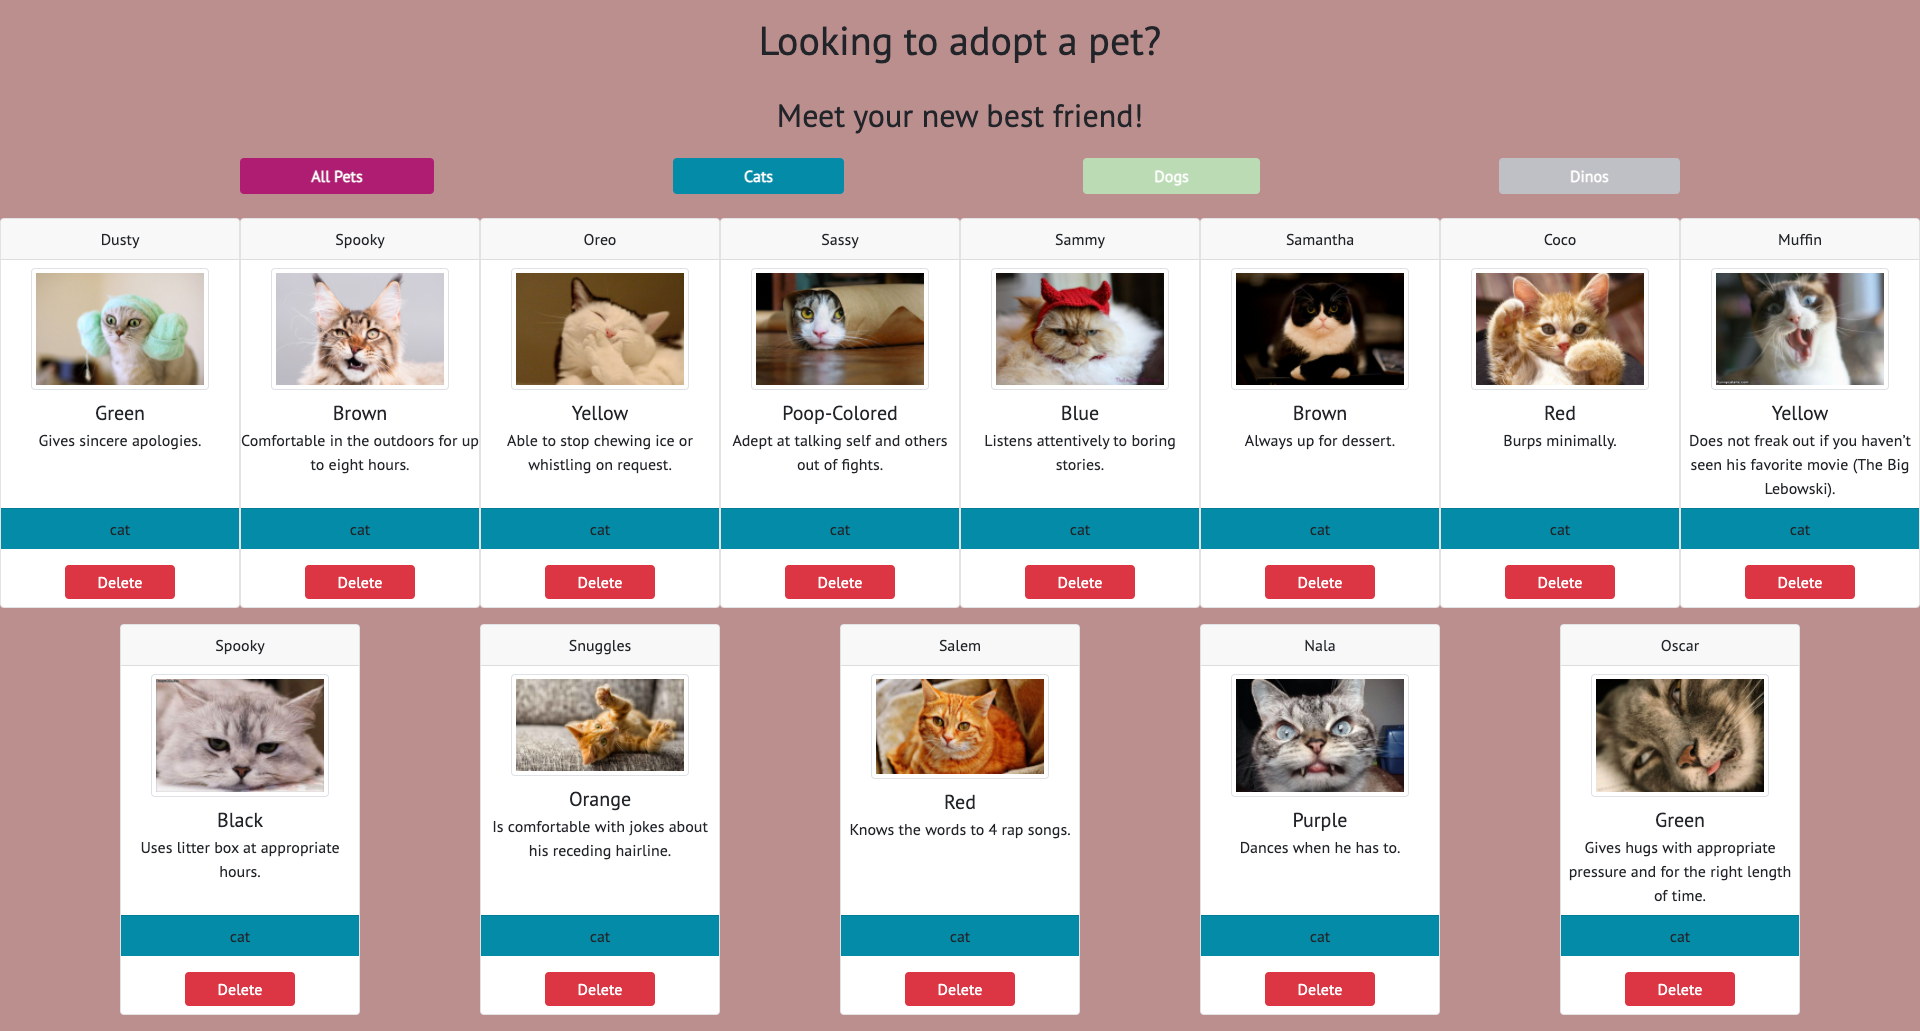 Looking to adopt a pet?
Meet your new best friend!
All Pets
Cats
Dogs
Dinos
Dusty
Green
Gives sincere apologies.
cat
Delete
Spooky
Brown
Comfortable in the outdoors for up
to eight hours.
cat
Delete
Oreo
Yellow
Able to stop chewing ice or
whistling on request.
cat
Delete
Sassy
Poop-Colored
Adept at talking self and others
out of fights.
cat
Delete
Sammy
Blue
Listens attentively to boring
stories.
cat
Delete
Samantha
Brown
Always up for dessert.
cat
Delete
Coco
Red
Burps minimally.
cat
Delete
Muffin
Yellow
Does not freak out if you haven’t
seen his favorite movie (The Big
Lebowski).
cat
Delete
Spooky
Black
Uses litter box at appropriate
hours.
cat
Delete
Snuggles
Orange
Is comfortable with jokes about
his receding hairline.
cat
Delete
Salem
Red
Knows the words to 4 rap songs.
cat
Delete
Nala
Purple
Dances when he has to.
cat
Delete
Oscar
Green
Gives hugs with appropriate
pressure and for the right length
of time.
cat
Delete